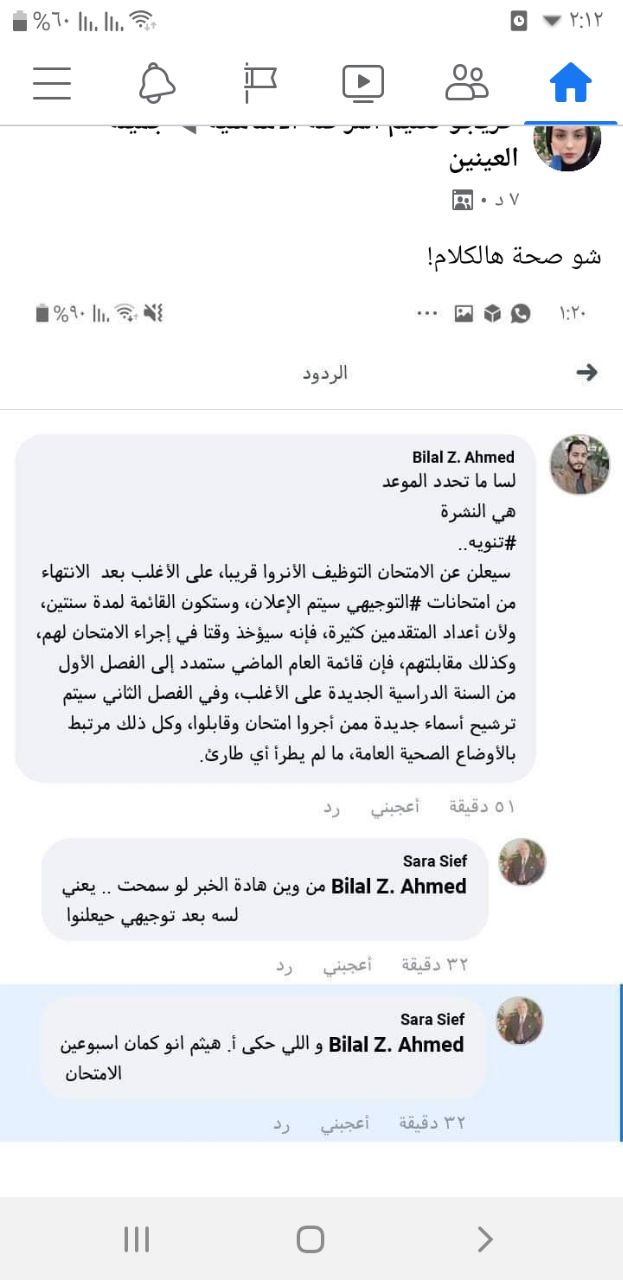 %٦٠ ٢:١٢
العينين
٧ د
شو صحة هالكلام!
%٩٠ ١:٢٠
الردود
Bilal Z. Ahmed
لسا ما تحدد الموعد
هي النشرة
#تنويه..
سيعلن عن الامتحان التوظيف الأنروا قريبا، على الأغلب بعد الانتهاء
من امتحانات #التوجيهي سيتم الإعلان، وستكون القائمة لمدة سنتين،
ولأن أعداد المتقدمين كثيرة، فإنه سيؤخذ وقتا في إجراء الامتحان لهم،
وكذلك مقابلتهم، فإن قائمة العام الماضي ستمدد إلى الفصل الأول
من السنة الدراسية الجديدة على الأغلب، وفي الفصل الثاني سيتم
ترشيح أسماء جديدة ممن أجروا امتحان وقابلوا، وكل ذلك مرتبط
بالأوضاع الصحية العامة، ما لم يطرأ أي طارئ.
٥١ دقيقة أعجبني رد
Sara Sief
Bilal Z. Ahmed من وين هادة الخبر لو سمحت .. يعني
لسه بعد توجيهي حيعلنوا
٣٢ دقيقة أعجبني رد
Sara Sief
Bilal Z. Ahmed و اللي حكى أ. هيثم انو كمان اسبوعين
الامتحان
٣٢ دقيقة أعجبني رد